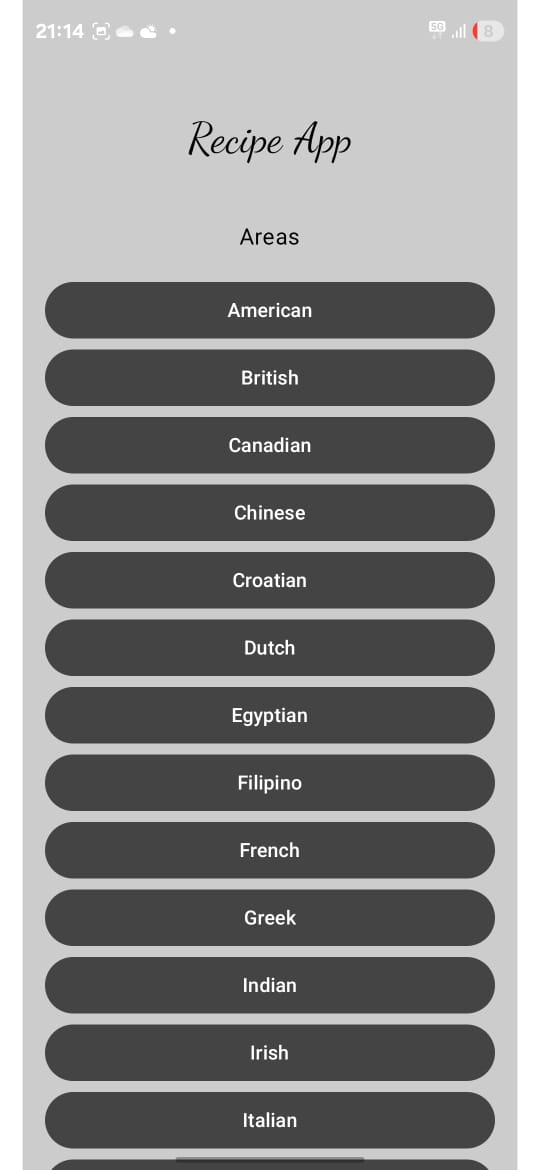 21:14
5G
8
Recipe App
Areas
American
British
Canadian
Chinese
Croatian
Dutch
Egyptian
Filipino
French
Greek
Indian
Irish
Italian